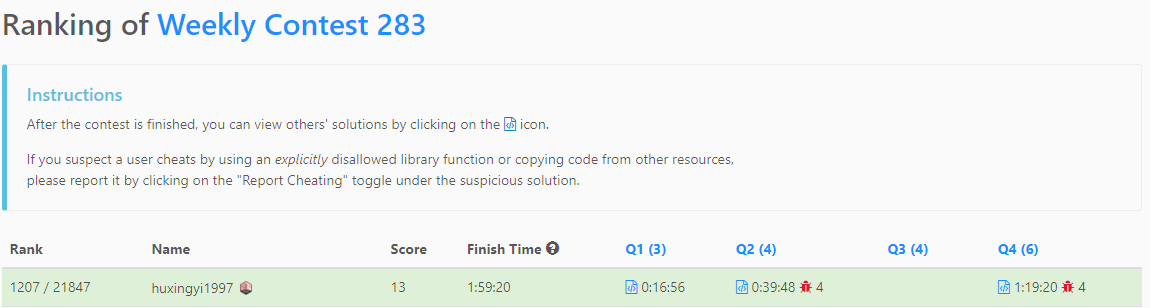 Ranking of Weekly Contest 283
Instructions
After the contest is finished, you can view others' solutions by clicking on the icon.
If you suspect a user cheats by using an explicitly disallowed library function or copying code from other resources,
please report it by clicking on the "Report Cheating" toggle under the suspicious solution.
Rank Name Score Finish Time Q1 (3) Q2 (4) Q3 (4) Q4 (6)
1207 / 21847 huxingyi1997 13 1:59:20 0:16:56 0:39:48 4 1:19:20 4